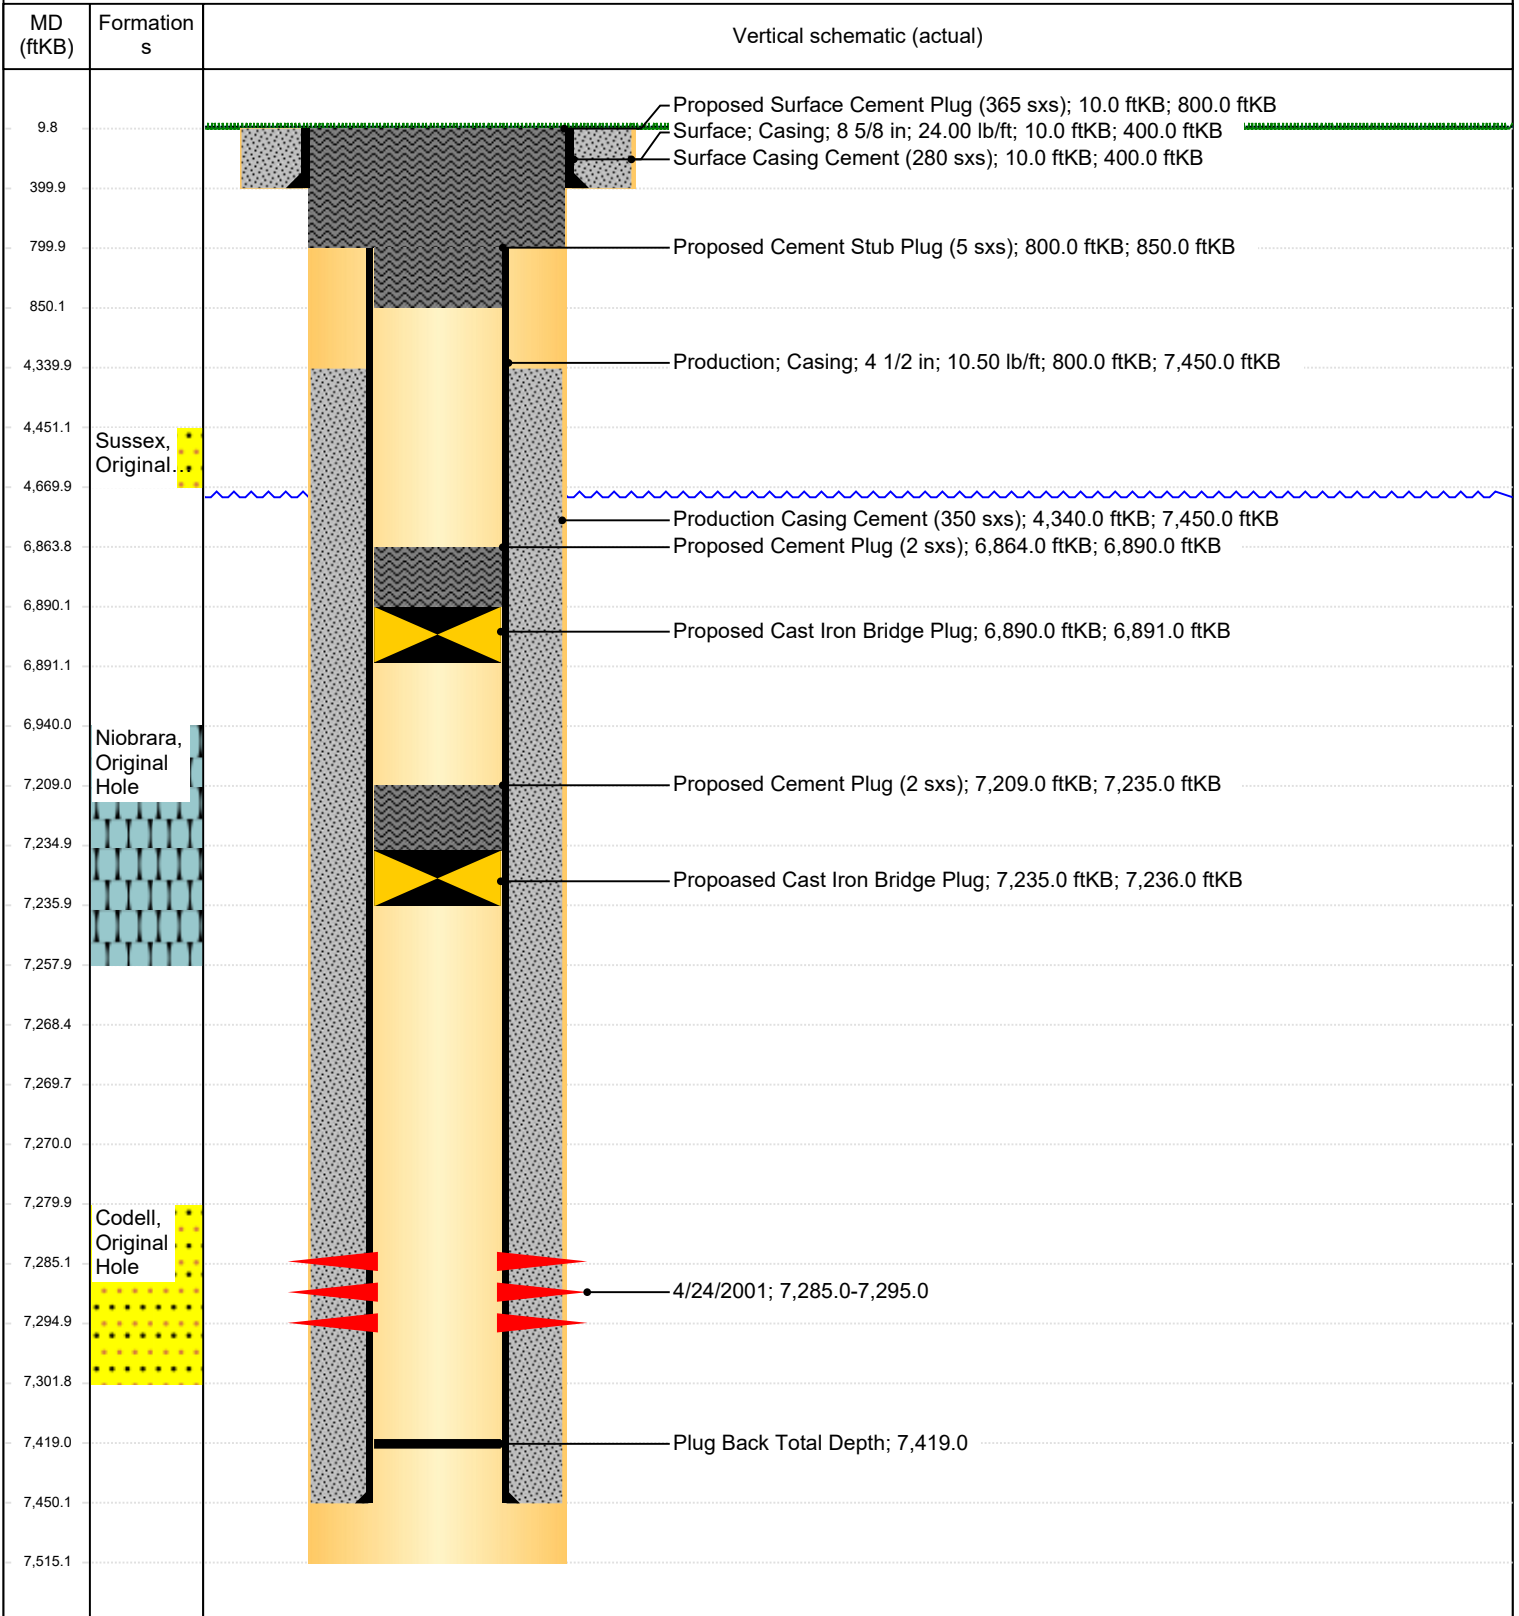 MD
(ftKB)
Formation
s
Vertical schematic (actual)
9.8
399.9
799.9
850.1
4,339.9
4,451.1
4,669.9
6,863.8
6,890.1
6,891.1
6,940.0
7,209.0
7,234.9
7,235.9
7,257.9
7,268.4
7,269.7
7,270.0
7,279.9
7,285.1
7,294.9
7,301.8
7,419.0
7,450.1
7,515.1
Sussex,
Original...
Niobrara,
Original
Hole
Codell,
Original
Hole
Proposed Surface Cement Plug (365 sxs); 10.0 ftKB; 800.0 ftKB
Surface; Casing; 8 5/8 in; 24.00 lb/ft; 10.0 ftKB; 400.0 ftKB
Surface Casing Cement (280 sxs); 10.0 ftKB; 400.0 ftKB
Proposed Cement Stub Plug (5 sxs); 800.0 ftKB; 850.0 ftKB
Production; Casing; 4 1/2 in; 10.50 lb/ft; 800.0 ftKB; 7,450.0 ftKB
Production Casing Cement (350 sxs); 4,340.0 ftKB; 7,450.0 ftKB
Proposed Cement Plug (2 sxs); 6,864.0 ftKB; 6,890.0 ftKB
Proposed Cast Iron Bridge Plug; 6,890.0 ftKB; 6,891.0 ftKB
Proposed Cement Plug (2 sxs); 7,209.0 ftKB; 7,235.0 ftKB
Propoased Cast Iron Bridge Plug; 7,235.0 ftKB; 7,236.0 ftKB
4/24/2001; 7,285.0-7,295.0
Plug Back Total Depth; 7,419.0